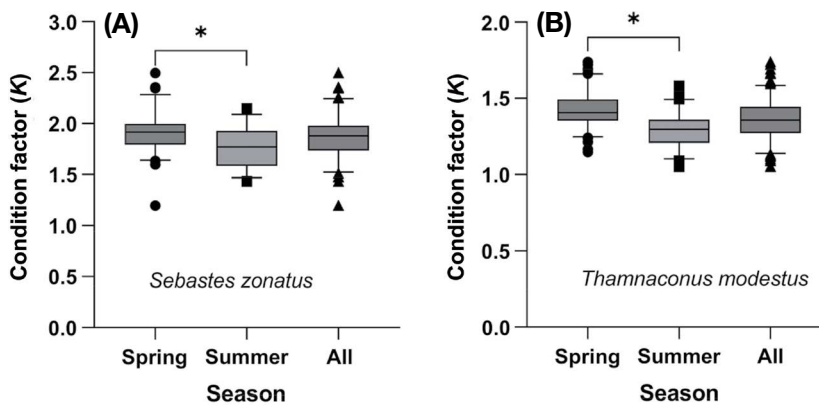 (A)
*
Condition factor (K)
3.0
2.5
2.0
1.5
1.0
0.5
0.0
Sebastes zonatus
Spring Summer All
Season
(B)
*
Condition factor (K)
2.0
1.5
1.0
0.5
0.0
Thamnaconus modestus
Spring Summer All
Season